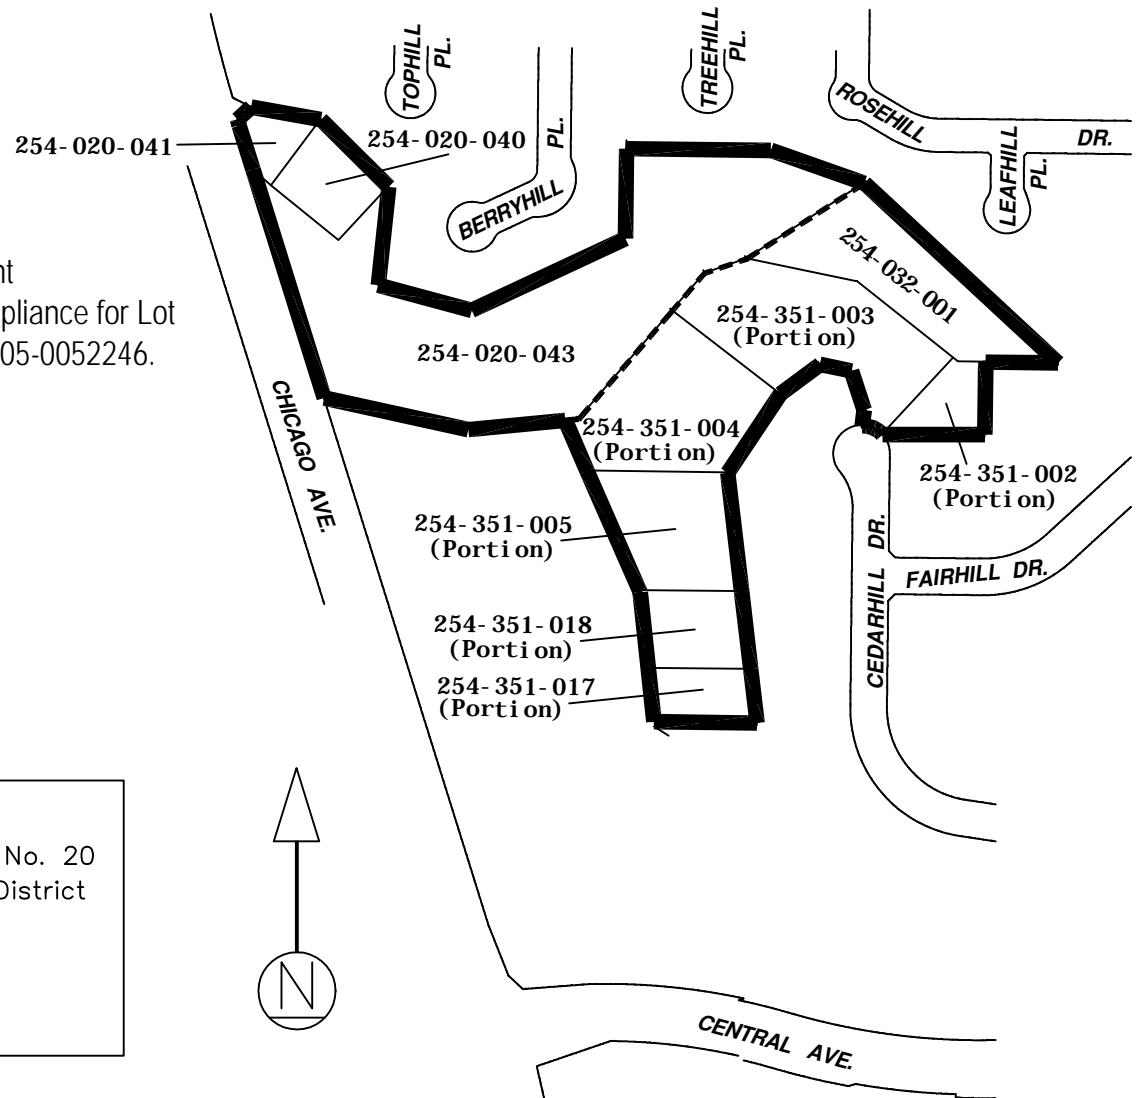 TOPHILL PL.
TREEHILL PL.
ROSEHILL DR.
LEAFHILL PL.
254-020-041
254-020-040
BERRYHILL PL.
254-032-001
pliance for Lot
05-0052246.
254-351-003
(Portion)
254-020-043
CHICAGO AVE.
254-351-004
(Portion)
254-351-002
(Portion)
254-351-005
(Portion)
CEDARHILL DR.
FAIRHILL DR.
254-351-018
(Portion)
254-351-017
(Portion)
No. 20
District
N
CENTRAL AVE.